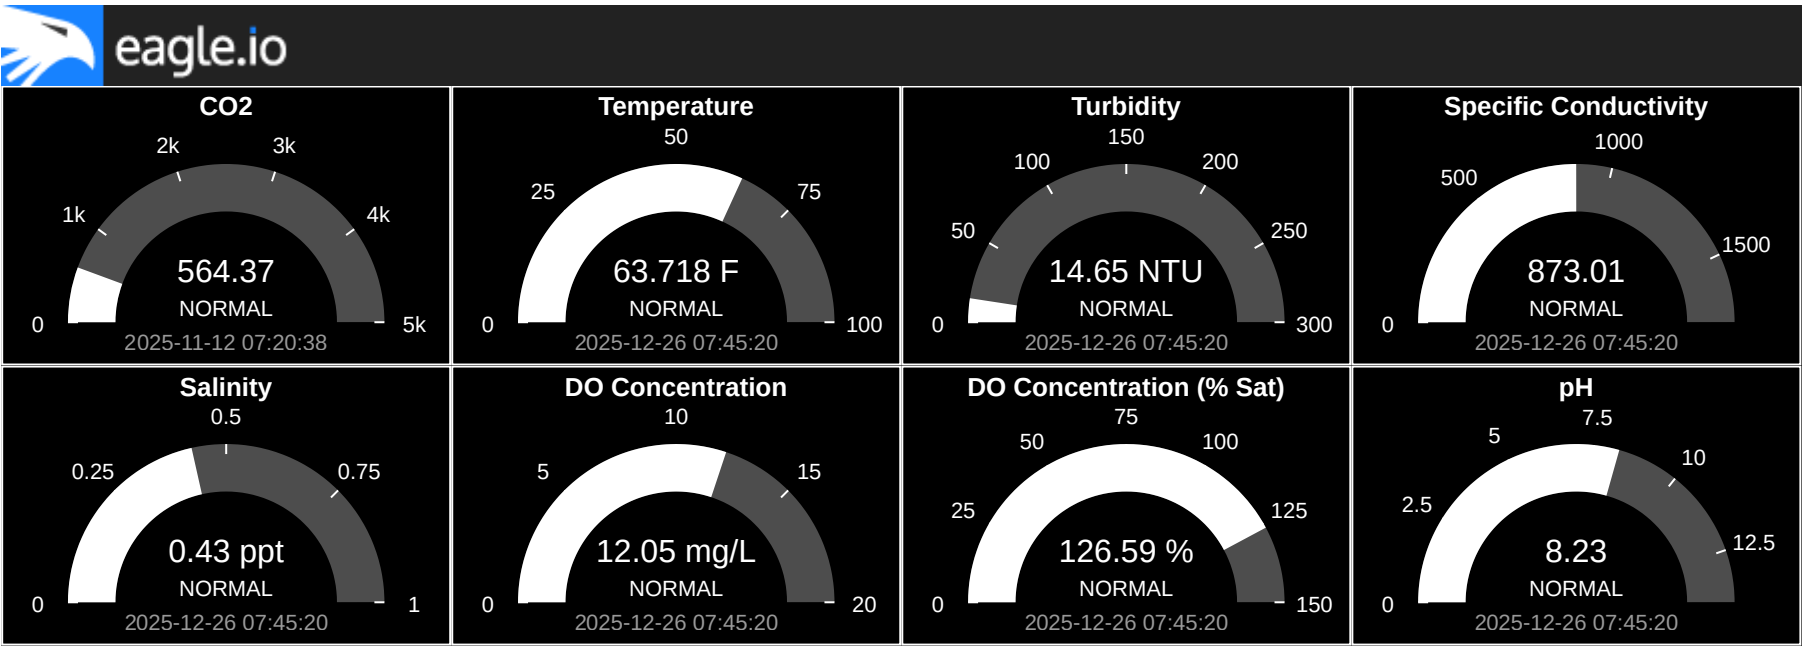 eagle.io
CO2
0
1k
2k
3k
4k
5k
564.37
NORMAL
2025-11-12 07:20:38
Temperature
0
25
50
75
100
63.718 F
NORMAL
2025-12-26 07:45:20
Turbidity
0
50
100
150
200
250
300
14.65 NTU
NORMAL
2025-12-26 07:45:20
Specific Conductivity
0
500
1000
1500
873.01
NORMAL
2025-12-26 07:45:20
Salinity
0
0.25
0.5
0.75
1
0.43 ppt
NORMAL
2025-12-26 07:45:20
DO Concentration
0
5
10
15
20
12.05 mg/L
NORMAL
2025-12-26 07:45:20
DO Concentration (% Sat)
0
25
50
75
100
125
150
126.59 %
NORMAL
2025-12-26 07:45:20
pH
0
2.5
5
7.5
10
12.5
8.23
NORMAL
2025-12-26 07:45:20